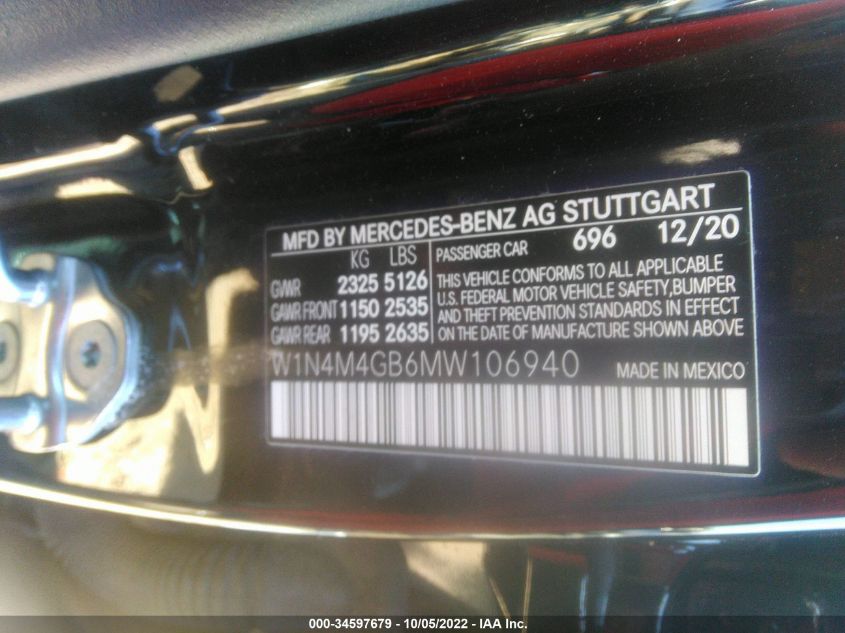 MFD BY MERCEDES-BENZ AG STUTTGART
KG LBS
GVWR 2325 5126
GAWR FRONT 1150 2535
GAWR REAR 1195 2635
PASSENGER CAR 696 12/20
THIS VEHICLE CONFORMS TO ALL APPLICABLE
U.S. FEDERAL MOTOR VEHICLE SAFETY, BUMPER
AND THEFT PREVENTION STANDARDS IN EFFECT
ON THE DATE OF MANUFACTURE SHOWN ABOVE
W1N4M4GB6MW106940 MADE IN MEXICO
000-34597679 - 10/05/2022 - IAA Inc.